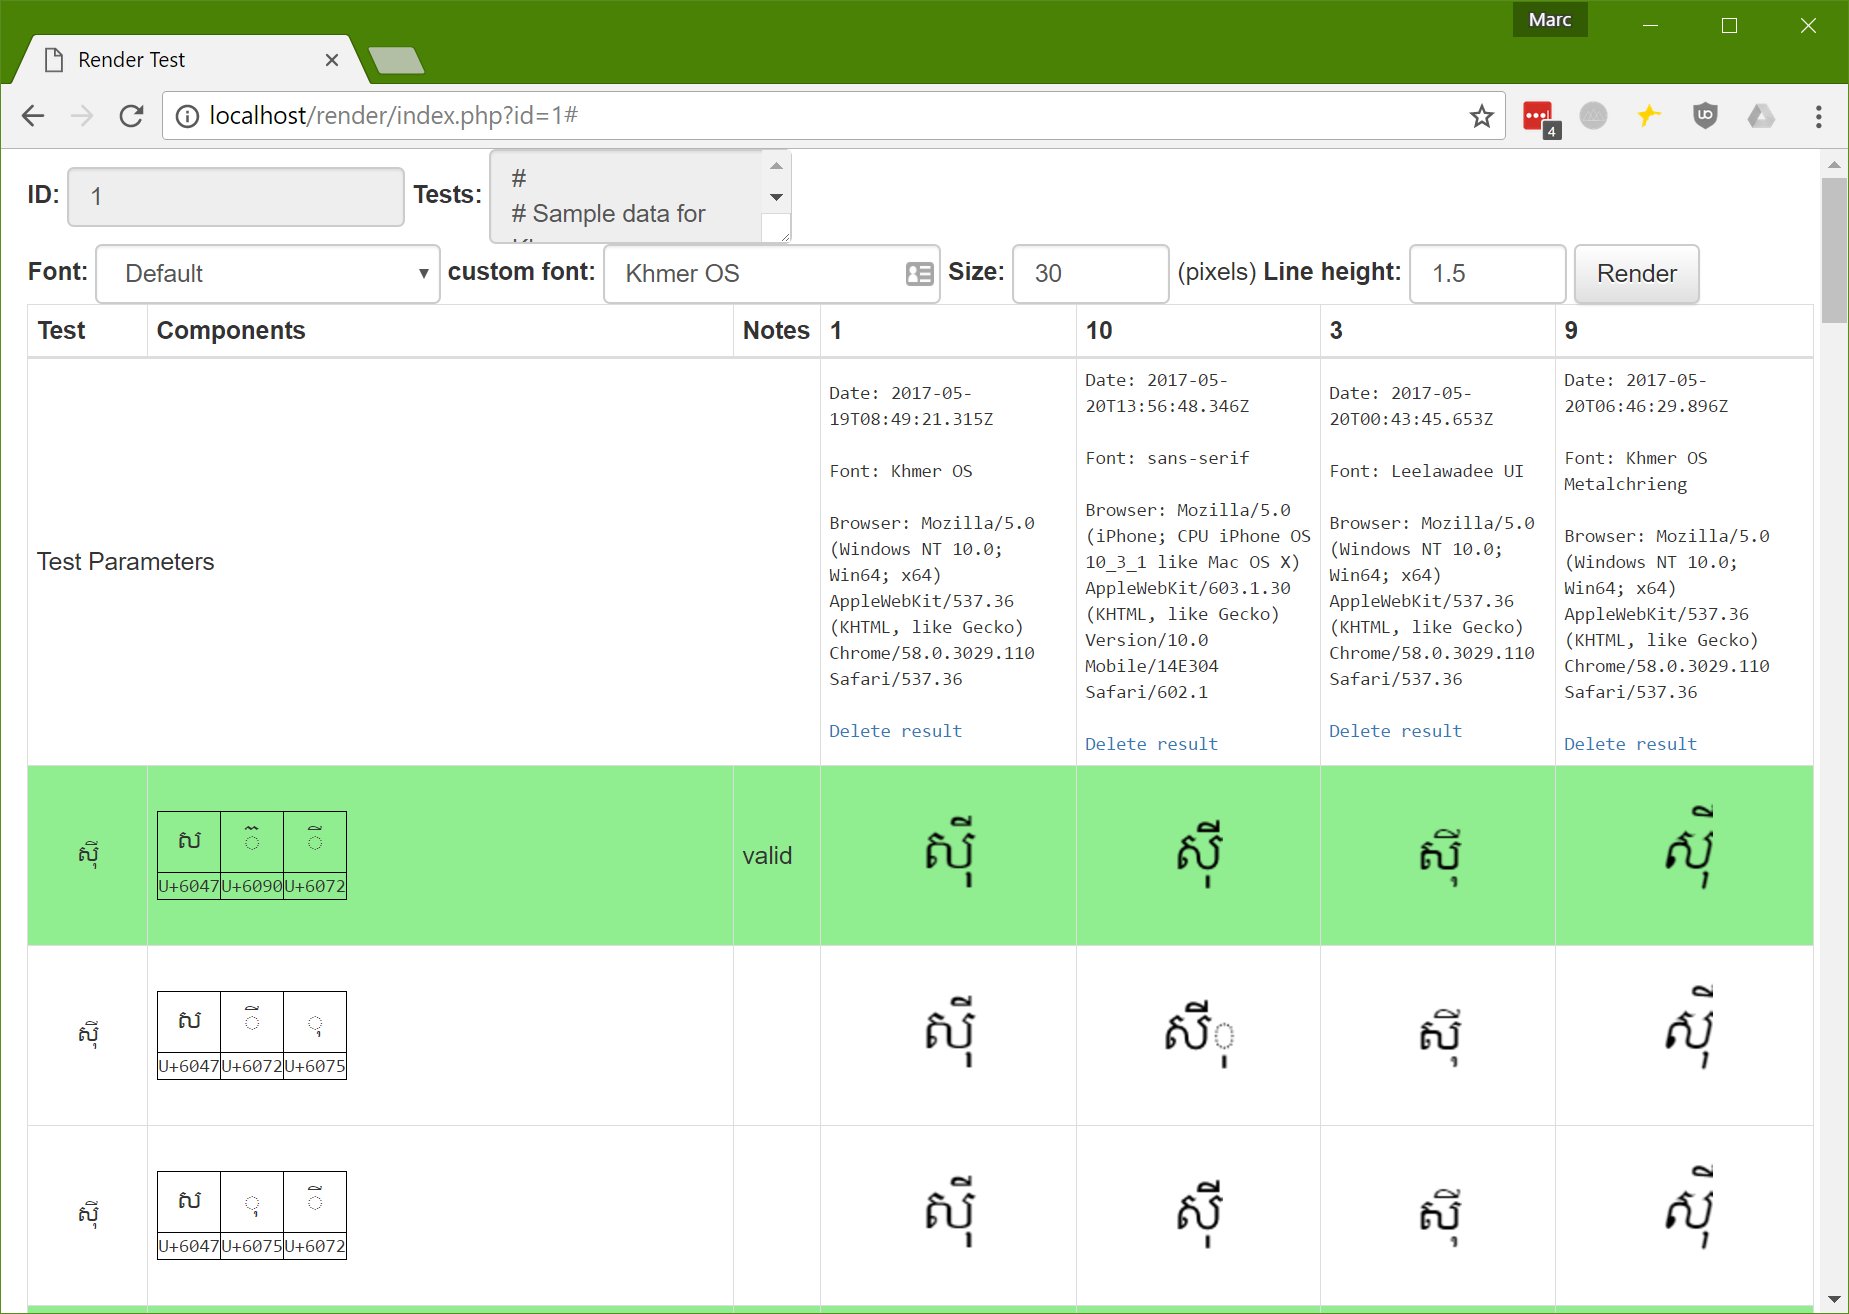 Marc
Render Test
localhost/render/index.php?id=1#
4
ID: 1 Tests: #
# Sample data for
Font: Default custom font: Khmer OS Size: 30 (pixels) Line height: 1.5 Render
Test Components Notes 1 10 3 9
Test Parameters
Date: 2017-05-
19T08:49:21.315Z
Font: Khmer OS
Browser: Mozilla/5.0
(Windows NT 10.0;
Win64; x64)
AppleWebKit/537.36
(KHTML, like Gecko)
Chrome/58.0.3029.110
Safari/537.36
Delete result
Date: 2017-05-
20T13:56:48.346Z
Font: sans-serif
Browser: Mozilla/5.0
(iPhone; CPU iPhone OS
10_3_1 like Mac OS X)
AppleWebKit/603.1.30
(KHTML, like Gecko)
Version/10.0
Mobile/14E304
Safari/602.1
Delete result
Date: 2017-05-
20T00:43:45.653Z
Font: Leelawadee UI
Browser: Mozilla/5.0
(Windows NT 10.0;
Win64; x64)
AppleWebKit/537.36
(KHTML, like Gecko)
Chrome/58.0.3029.110
Safari/537.36
Delete result
Date: 2017-05-
20T06:46:29.896Z
Font: Khmer OS
Metalchrieng
Browser: Mozilla/5.0
(Windows NT 10.0;
Win64; x64)
AppleWebKit/537.36
(KHTML, like Gecko)
Chrome/58.0.3029.110
Safari/537.36
Delete result
ស៊ី ស ៊ ី valid ស៊ី ស៊ី ស៊ី ស៊ី
U+6047 U+6090 U+6072
សីុ ស ី ុ សីុ សីុ សីុ សីុ
U+6047 U+6072 U+6075
សុី ស ុ ី សុី សុី សុី សុី
U+6047 U+6075 U+6072